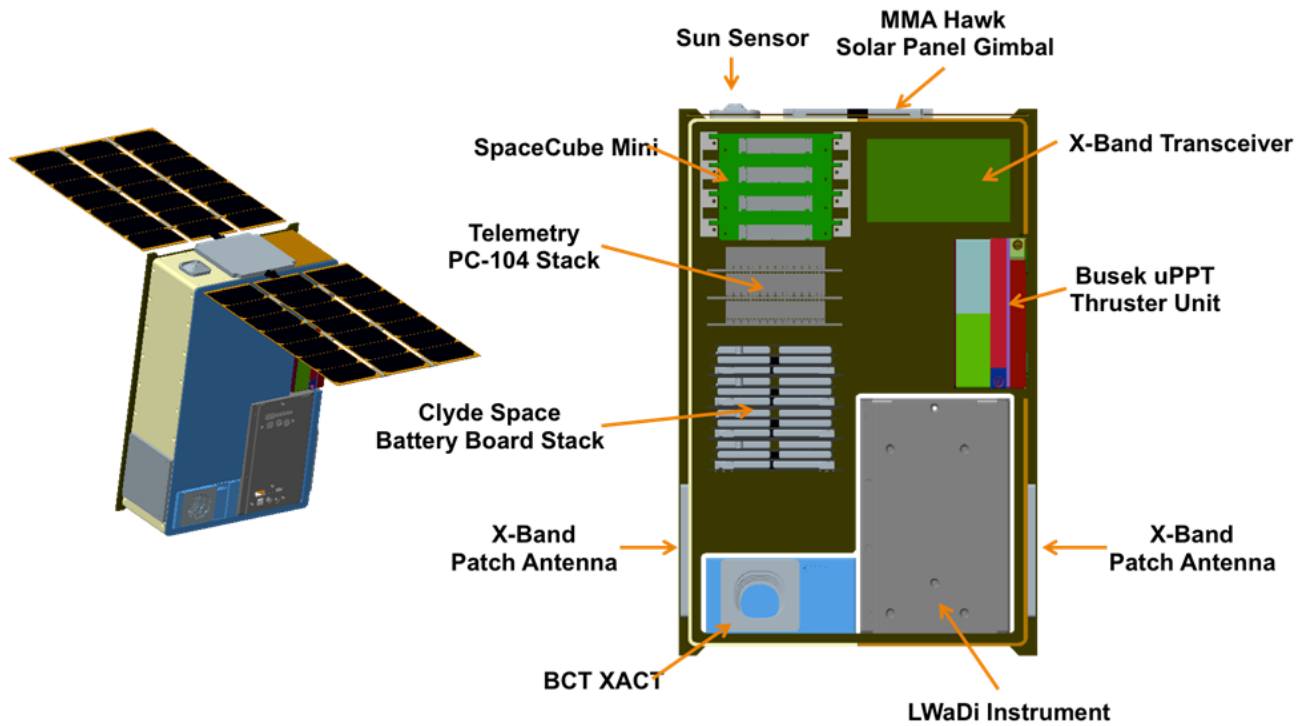 MMA Hawk
Solar Panel Gimbal
Sun Sensor
SpaceCube Mini
X-Band Transceiver
Telemetry
PC-104 Stack
Busek uPPT
Thruster Unit
Clyde Space
Battery Board Stack
X-Band
Patch Antenna
X-Band
Patch Antenna
BCT XACT
LWaDi Instrument